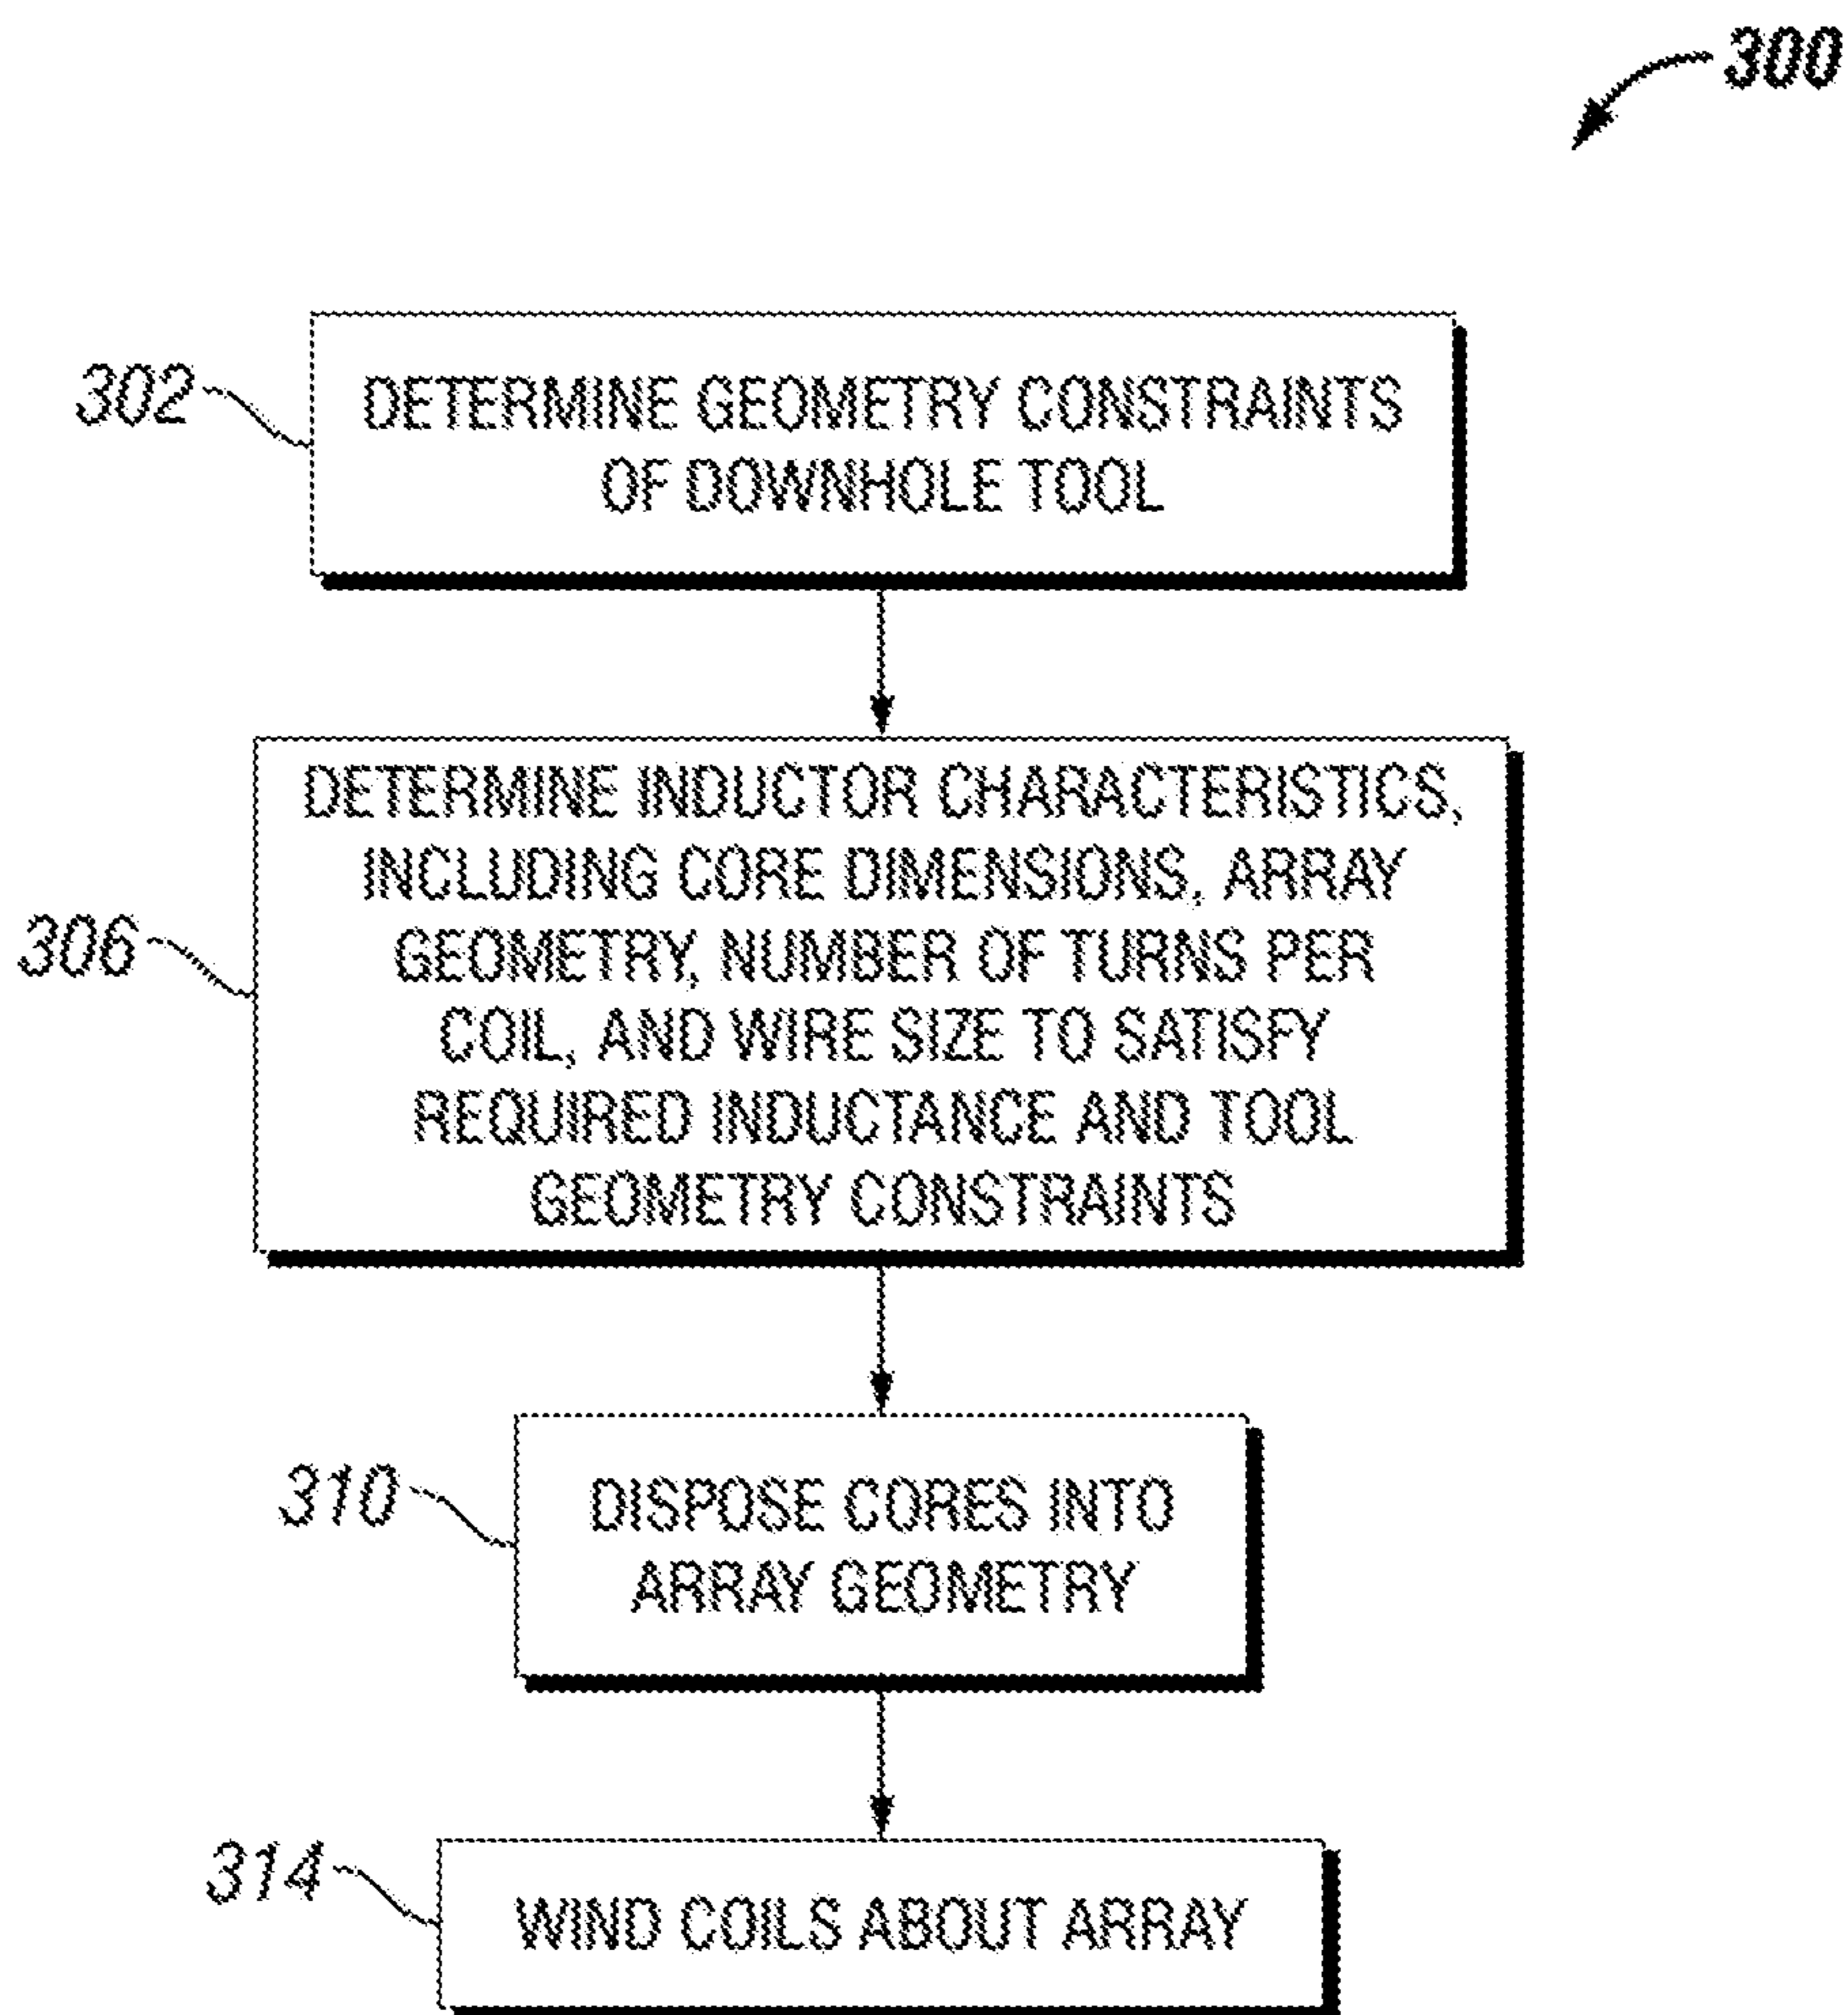 300
302
DETERMINE GEOMETRY CONSTRAINTS
OF DOWNHOLE TOOL
306
DETERMINE INDUCTOR CHARACTERISTICS,
INCLUDING CORE DIMENSIONS, ARRAY
GEOMETRY, NUMBER OF TURNS PER
COIL, AND WIRE SIZE TO SATISFY
REQUIRED INDUCTANCE AND TOOL
GEOMETRY CONSTRAINTS
310
DISPOSE CORES INTO
ARRAY GEOMETRY
314
WIND COILS ABOUT ARRAY